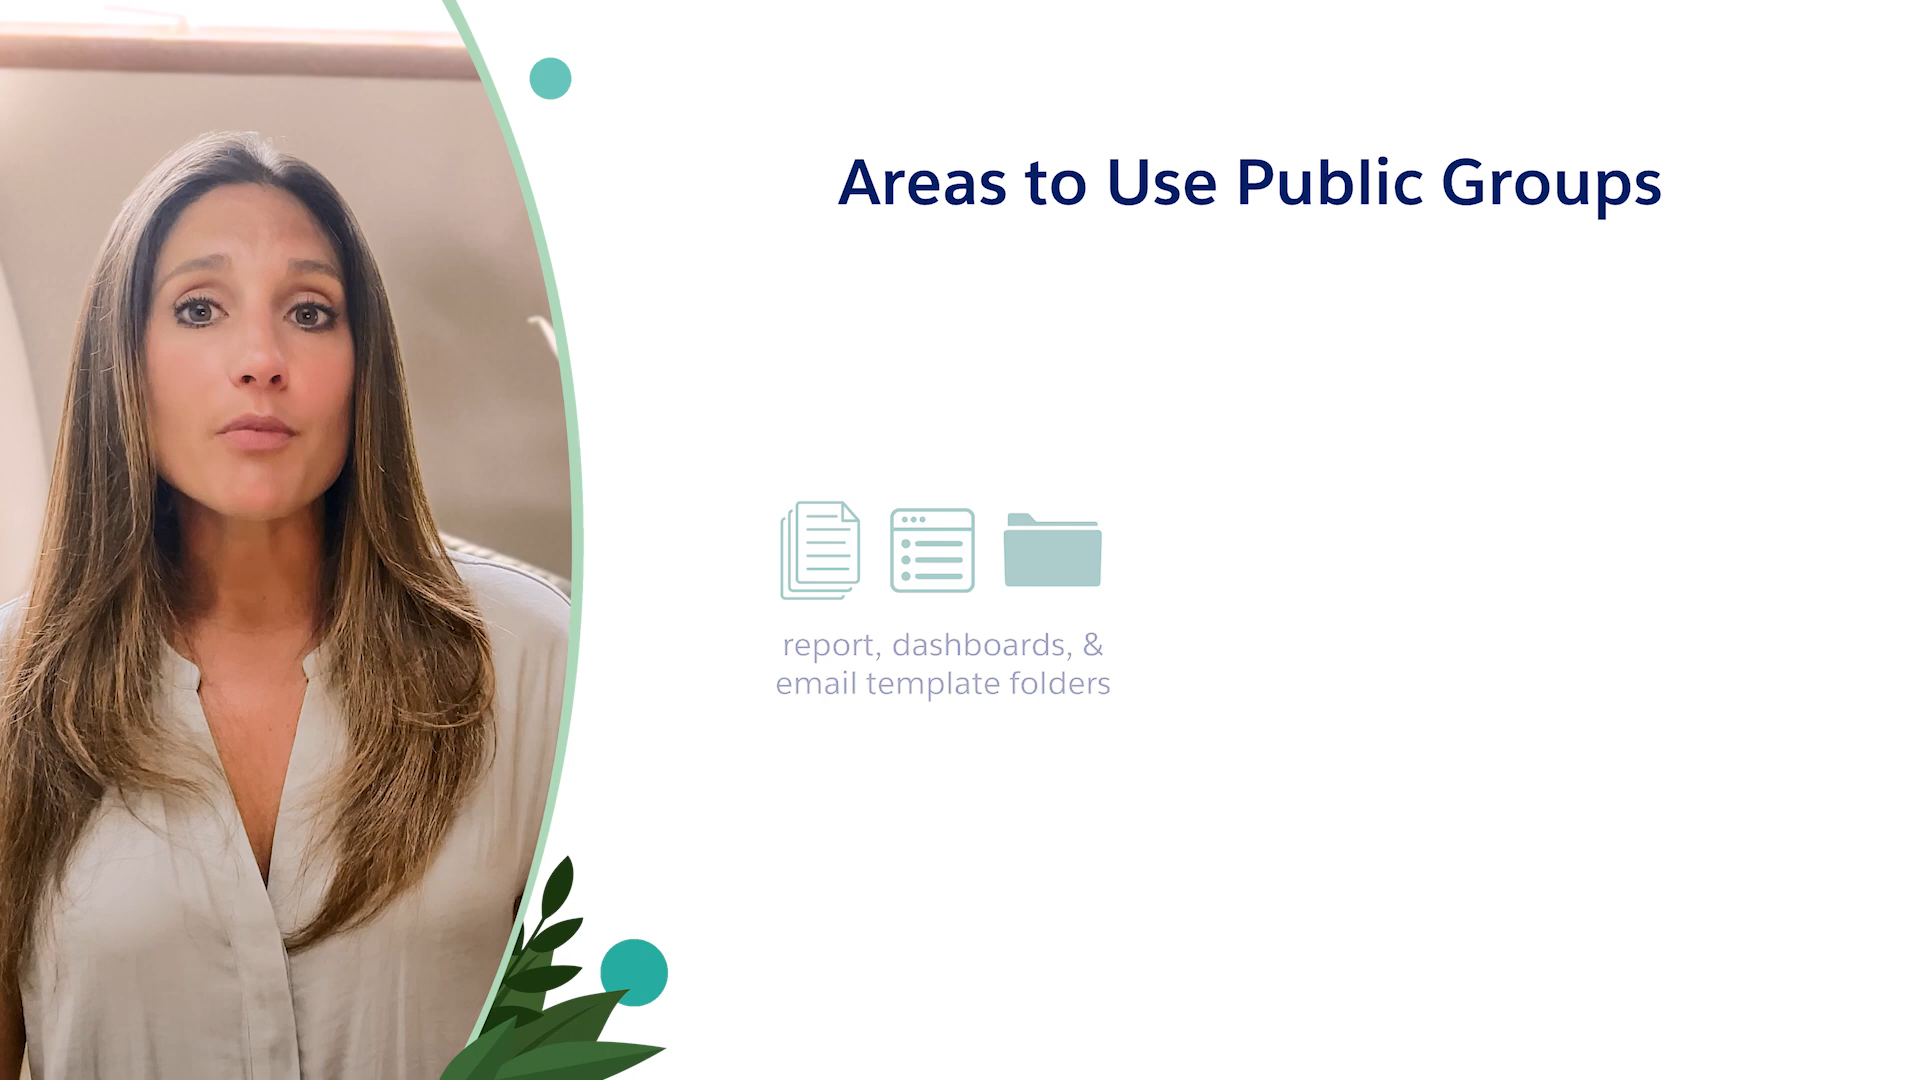 Areas to Use Public Groups
report, dashboards, &
email template folders